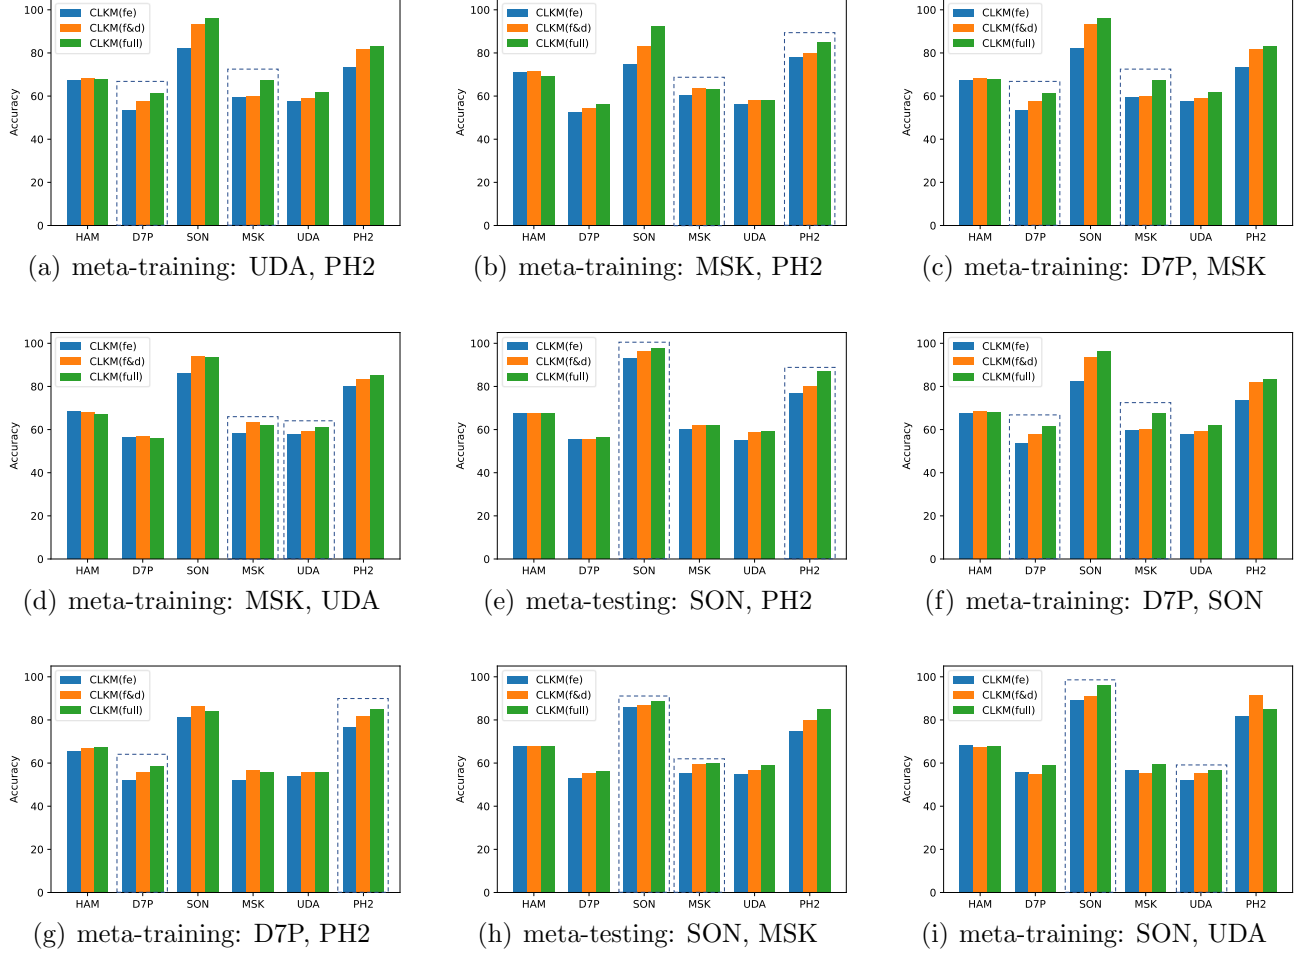 100
80
60
40
20
0
Accuracy
CLKM(fe)
CLKM(f&d)
CLKM(full)
HAM D7P SON MSK UDA PH2
(a) meta-training: UDA, PH2
100
80
60
40
20
0
Accuracy
CLKM(fe)
CLKM(f&d)
CLKM(full)
HAM D7P SON MSK UDA PH2
(b) meta-training: MSK, PH2
100
80
60
40
20
0
Accuracy
CLKM(fe)
CLKM(f&d)
CLKM(full)
HAM D7P SON MSK UDA PH2
(c) meta-training: D7P, MSK
100
80
60
40
20
0
Accuracy
CLKM(fe)
CLKM(f&d)
CLKM(full)
HAM D7P SON MSK UDA PH2
(d) meta-training: MSK, UDA
100
80
60
40
20
0
Accuracy
CLKM(fe)
CLKM(f&d)
CLKM(full)
HAM D7P SON MSK UDA PH2
(e) meta-testing: SON, PH2
100
80
60
40
20
0
Accuracy
CLKM(fe)
CLKM(f&d)
CLKM(full)
HAM D7P SON MSK UDA PH2
(f) meta-training: D7P, SON
100
80
60
40
20
0
Accuracy
CLKM(fe)
CLKM(f&d)
CLKM(full)
HAM D7P SON MSK UDA PH2
(g) meta-training: D7P, PH2
100
80
60
40
20
0
Accuracy
CLKM(fe)
CLKM(f&d)
CLKM(full)
HAM D7P SON MSK UDA PH2
(h) meta-testing: SON, MSK
100
80
60
40
20
0
Accuracy
CLKM(fe)
CLKM(f&d)
CLKM(full)
HAM D7P SON MSK UDA PH2
(i) meta-training: SON, UDA